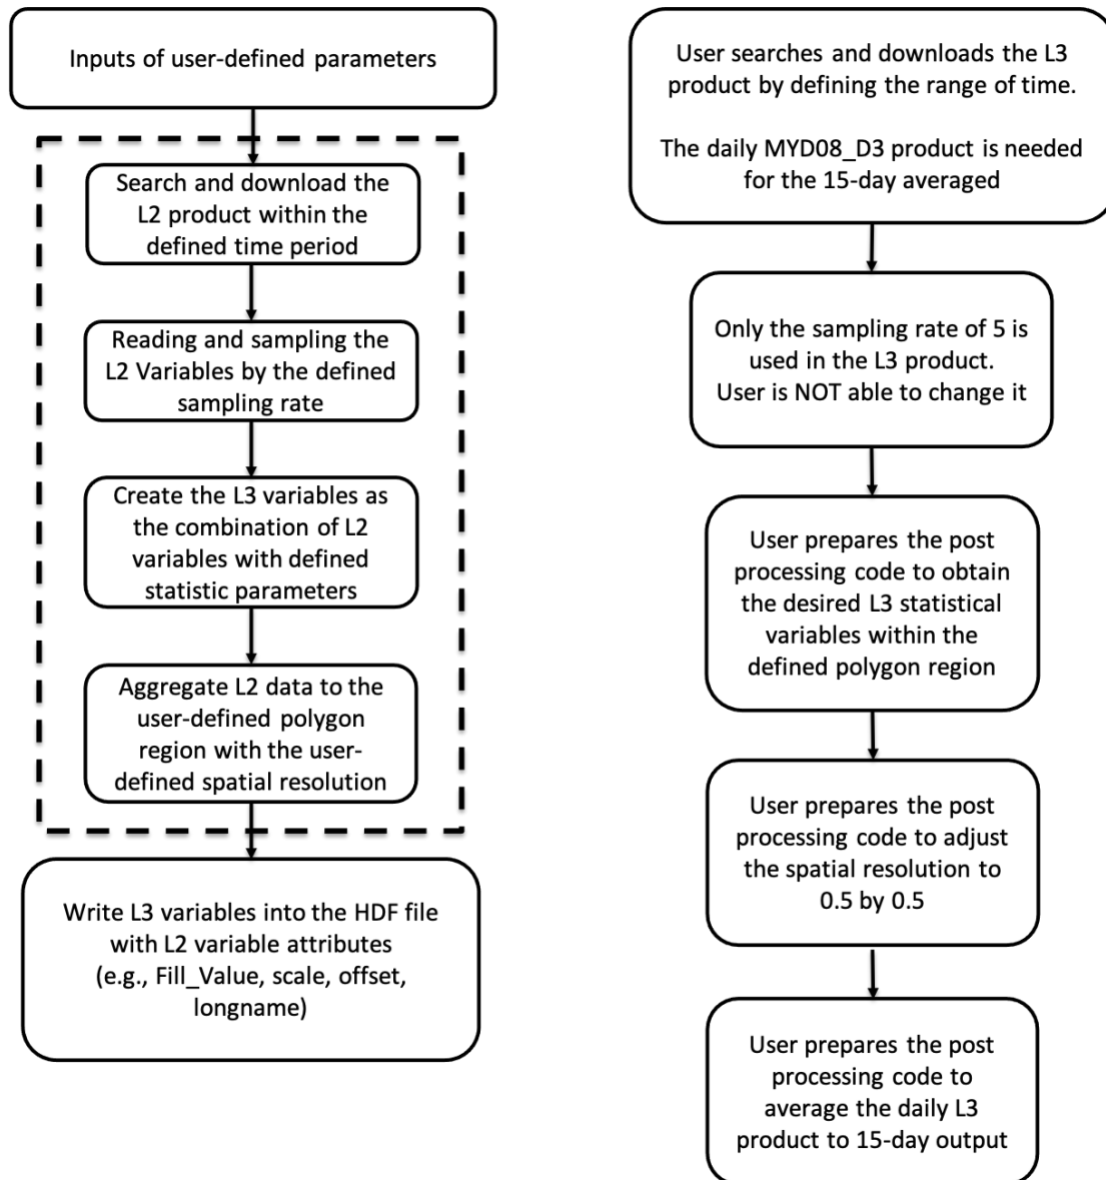 Inputs of user-defined parameters
Search and download the
L2 product within the
defined time period
Reading and sampling the
L2 Variables by the defined
sampling rate
Create the L3 variables as
the combination of L2
variables with defined
statistic parameters
Aggregate L2 data to the
user-defined polygon
region with the user-
defined spatial resolution
Write L3 variables into the HDF file
with L2 variable attributes
(e.g., Fill_Value, scale, offset,
longname)
User searches and downloads the L3
product by defining the range of time.
The daily MYD08_D3 product is needed
for the 15-day averaged
Only the sampling rate of 5 is
used in the L3 product.
User is NOT able to change it
User prepares the post
processing code to obtain
the desired L3 statistical
variables within the
defined polygon region
User prepares the post
processing code to adjust
the spatial resolution to
0.5 by 0.5
User prepares the post
processing code to
average the daily L3
product to 15-day output